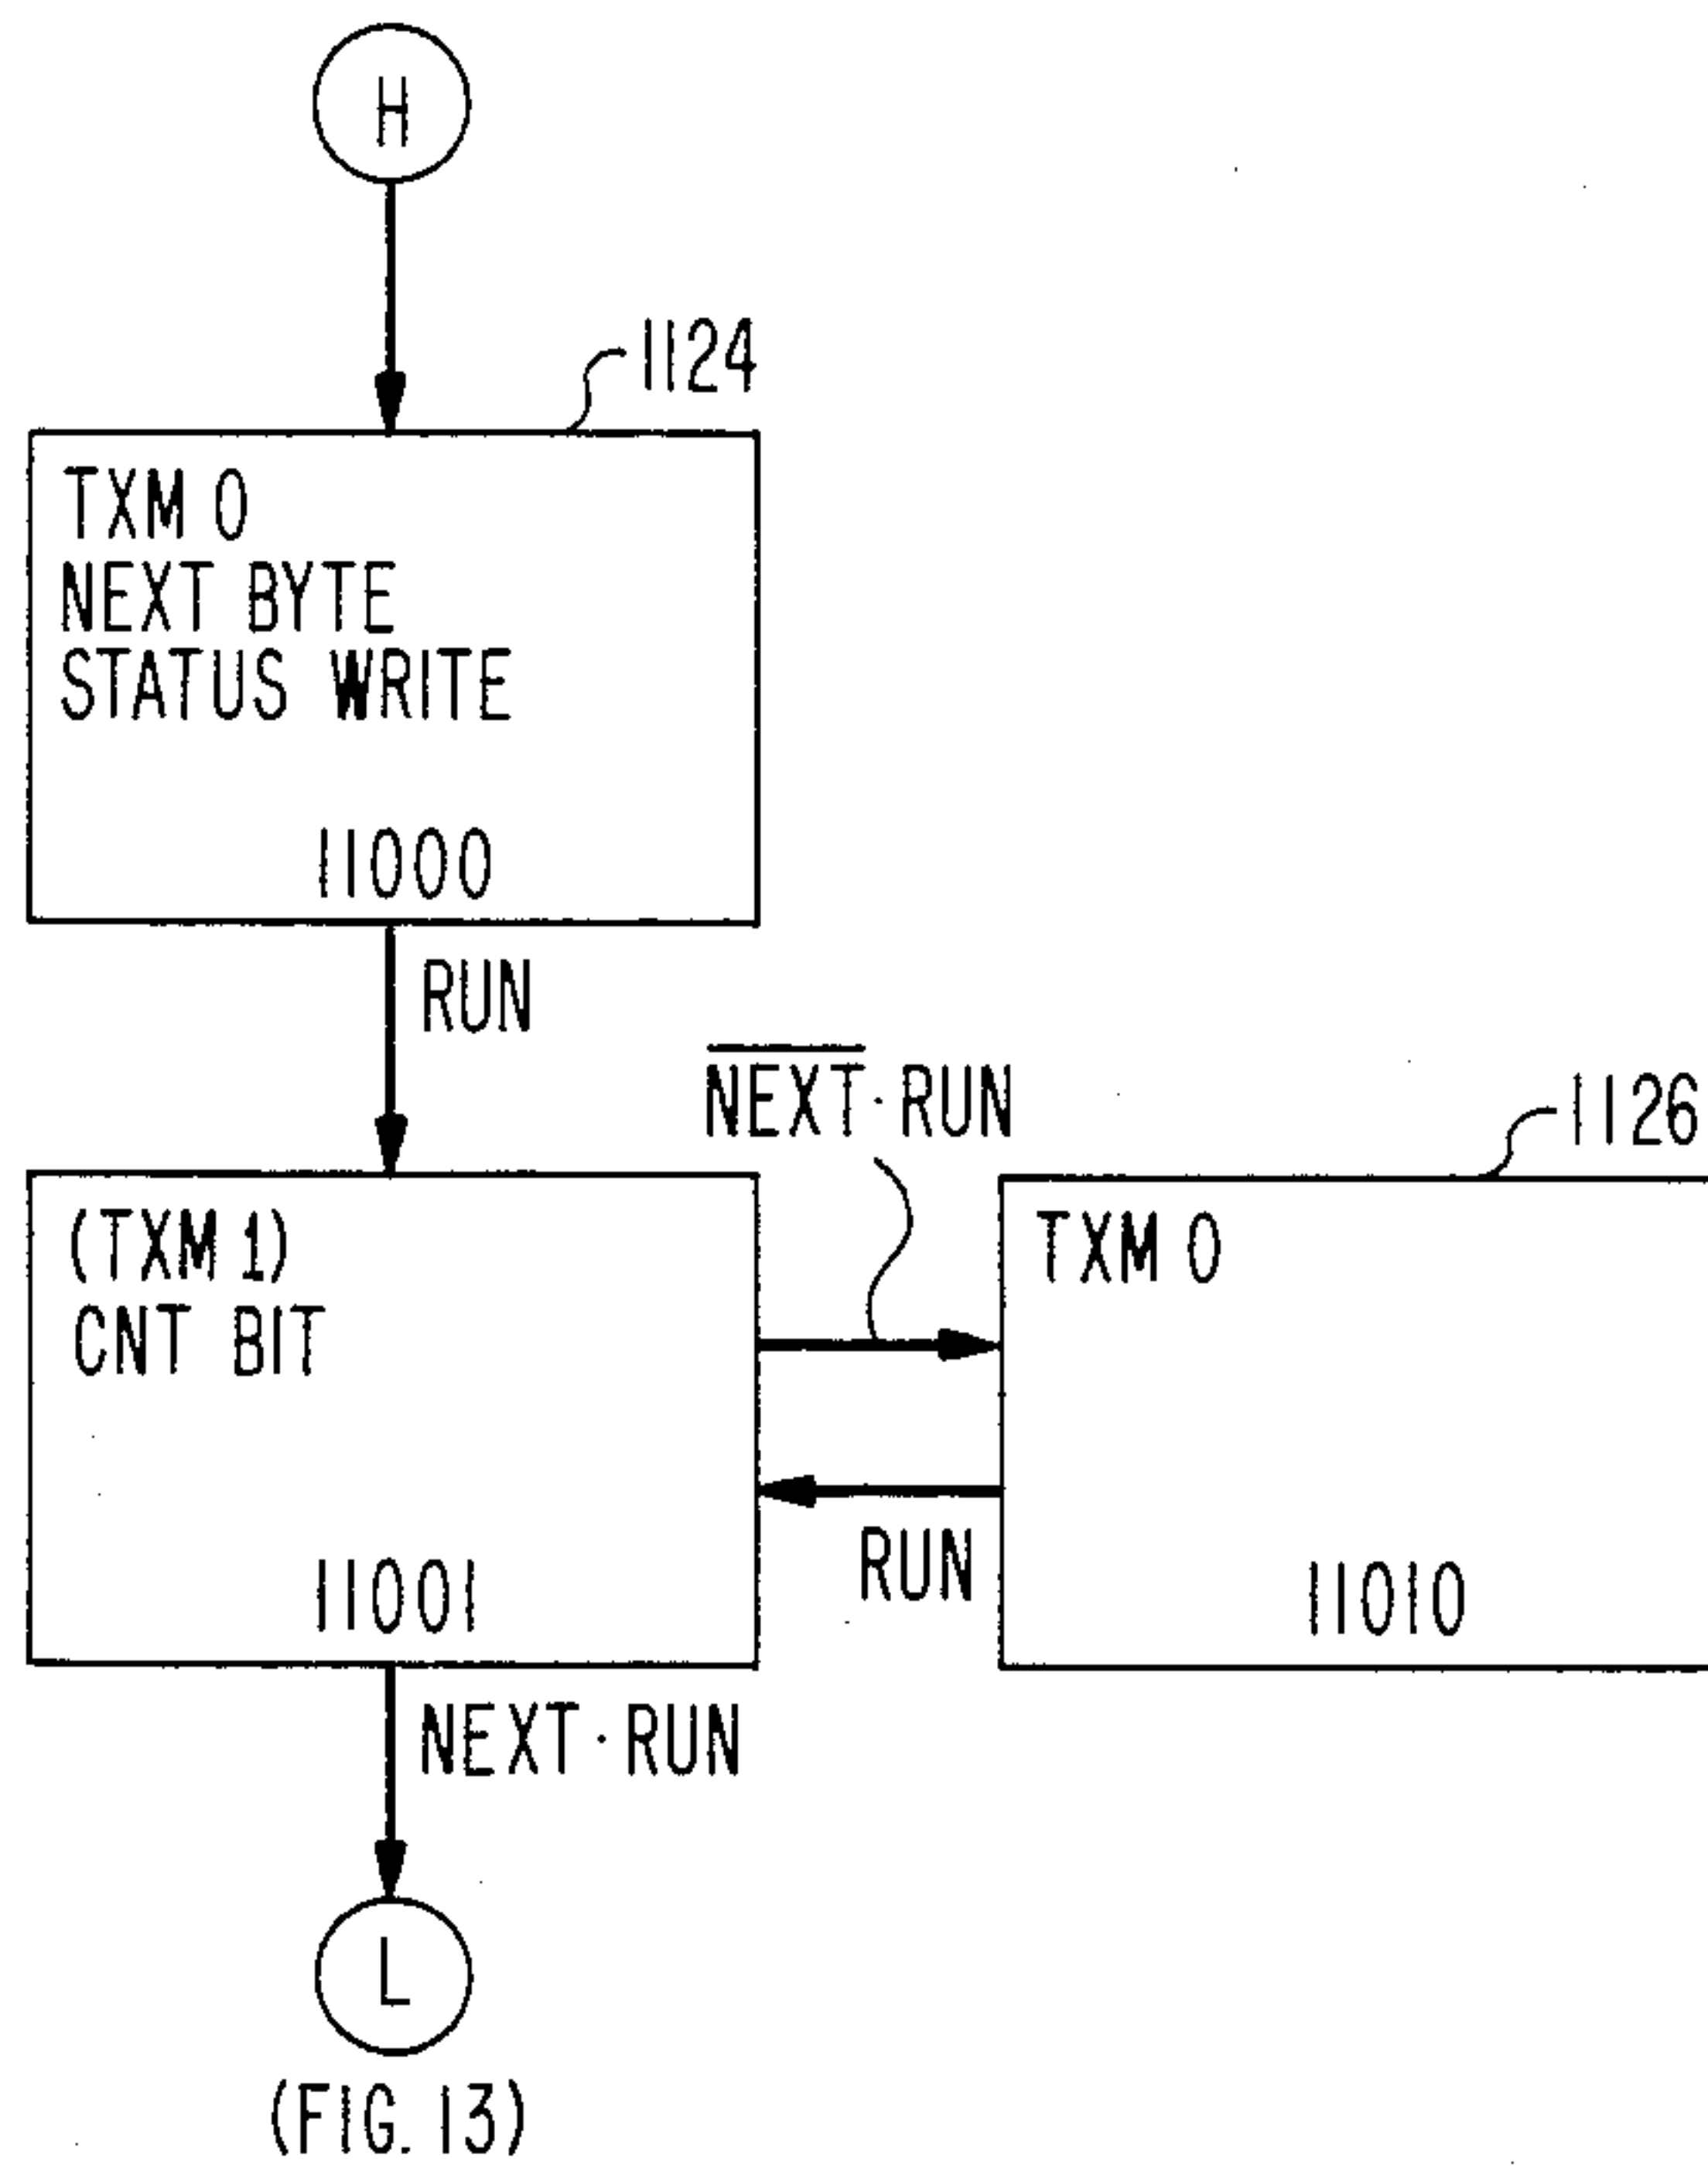 H
1124
TXM 0
NEXT BYTE
STATUS WRITE
11000
RUN
N̅E̅X̅T̅·RUN
1126
(TXM 1)
CNT BIT
11001
TXM 0
RUN
11010
NEXT·RUN
L
(FIG. 13)